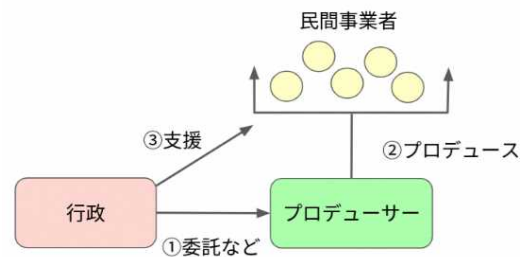 民間事業者
③支援
②プロデュース
行政
プロデューサー
①委託など